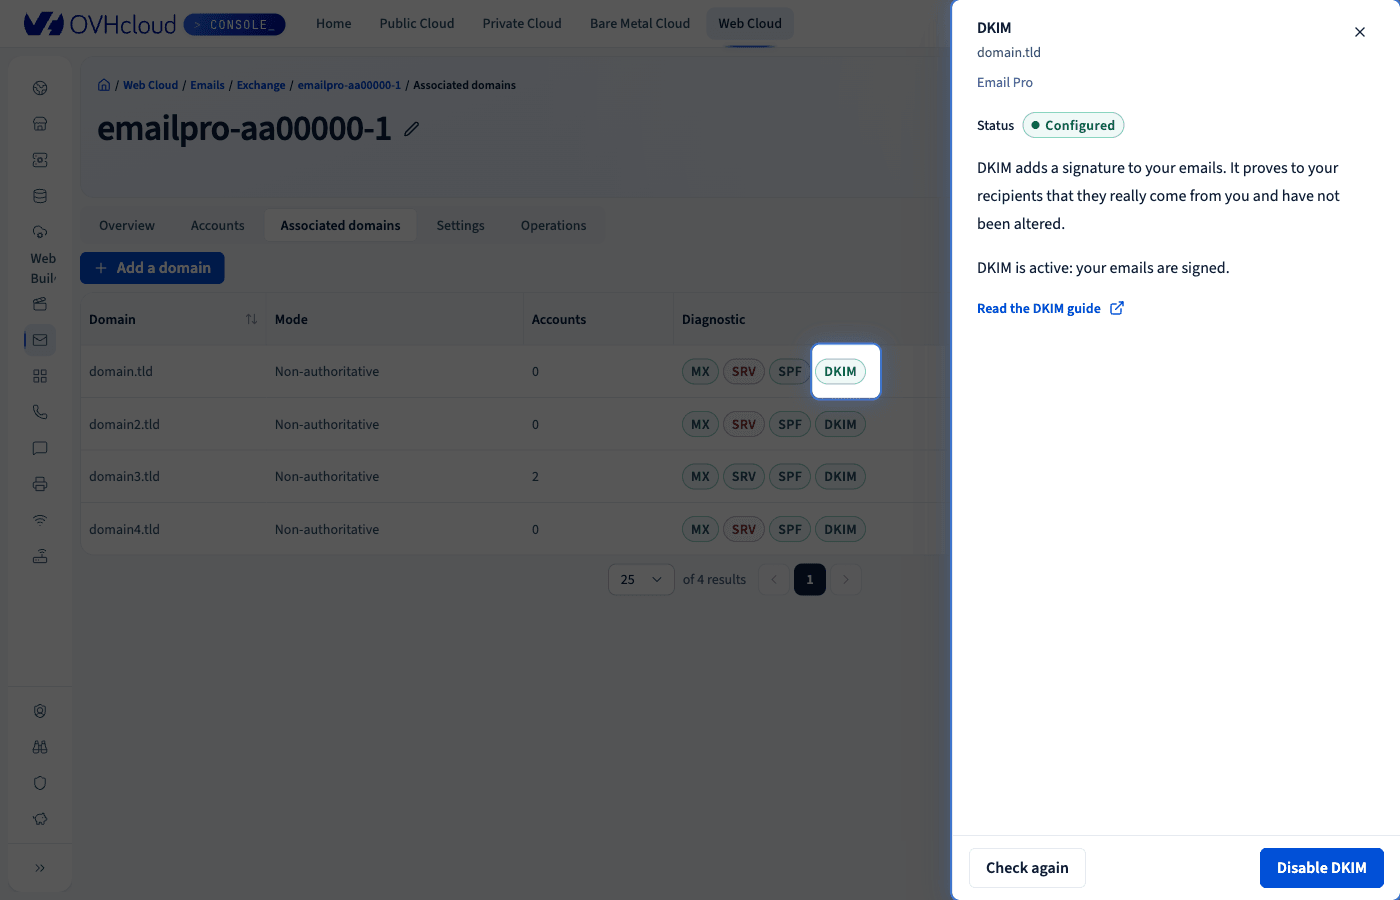 OVHcloud > CONSOLE_ Home Public Cloud Private Cloud Bare Metal Cloud Web Cloud
/ Web Cloud / Emails / Exchange / emailpro-aa00000-1 / Associated domains
emailpro-aa00000-1
Overview Accounts Associated domains Settings Operations
Web
Buil
+ Add a domain
Domain Mode Accounts Diagnostic
domain.tld Non-authoritative 0 MX SRV SPF DKIM
domain2.tld Non-authoritative 0 MX SRV SPF DKIM
domain3.tld Non-authoritative 2 MX SRV SPF DKIM
domain4.tld Non-authoritative 0 MX SRV SPF DKIM
25 of 4 results 1
DKIM
domain.tld
Email Pro
Status Configured
DKIM adds a signature to your emails. It proves to your
recipients that they really come from you and have not
been altered.
DKIM is active: your emails are signed.
Read the DKIM guide
Check again Disable DKIM